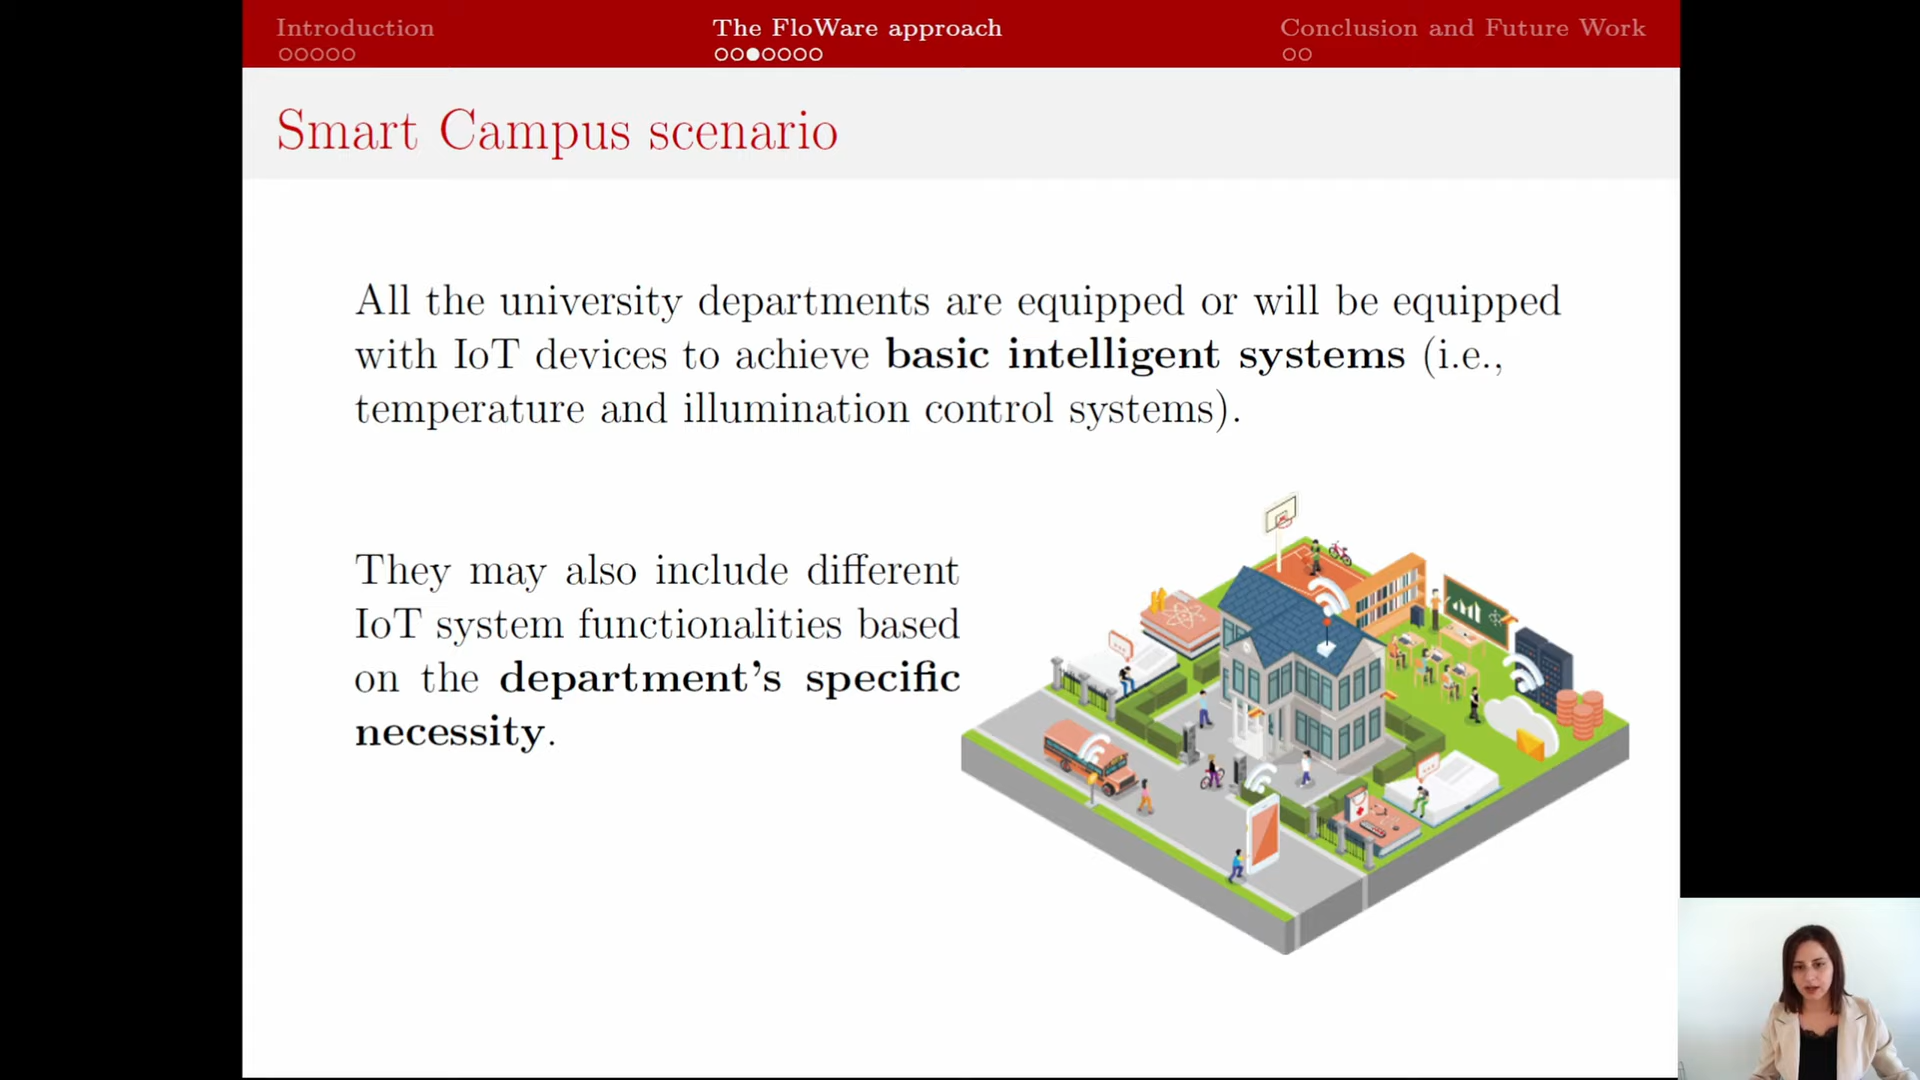 Introduction
The FloWare approach
Conclusion and Future Work
Smart Campus scenario
All the university departments are equipped or will be equipped
with IoT devices to achieve basic intelligent systems (i.e.,
temperature and illumination control systems).
They may also include different
IoT system functionalities based
on the department's specific
necessity.